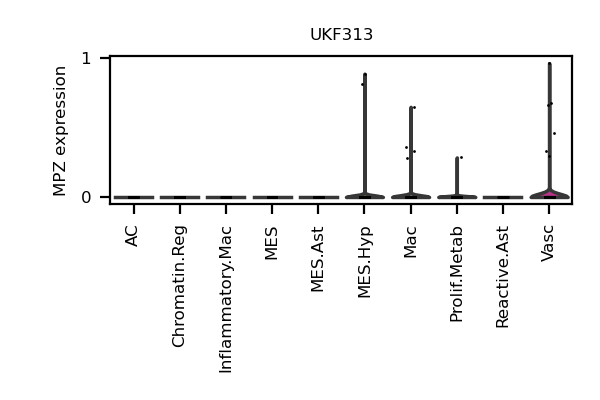 UKF313
MPZ expression
1
0
AC
Chromatin.Reg
Inflammatory.Mac
MES
MES.Ast
MES.Hyp
Mac
Prolif.Metab
Reactive.Ast
Vasc